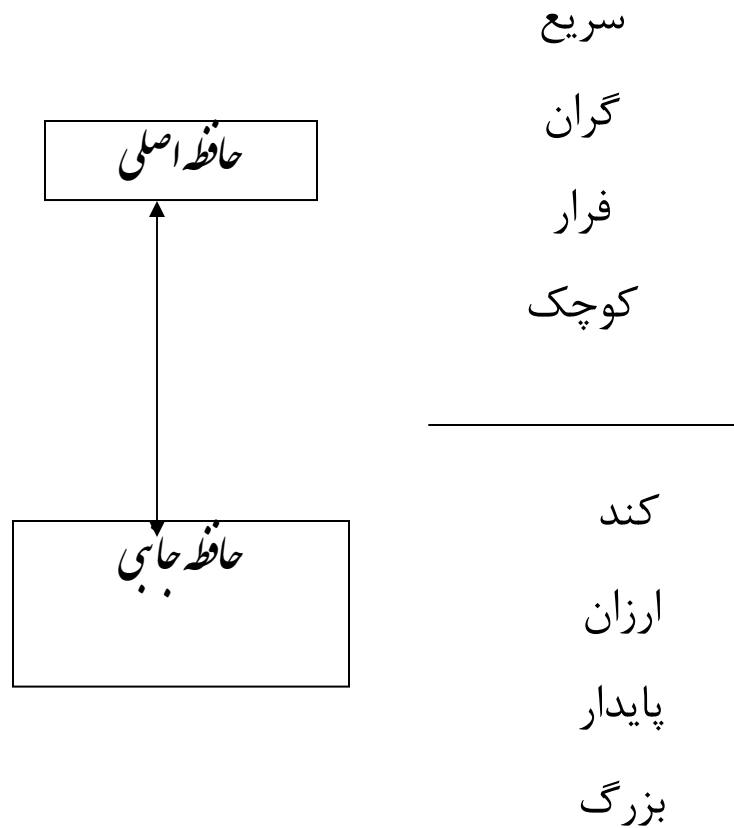 سریع
گران
فرار
کوچک
حافظه اصلی
کند
ارزان
پایدار
بزرگ
حافظه جانبی